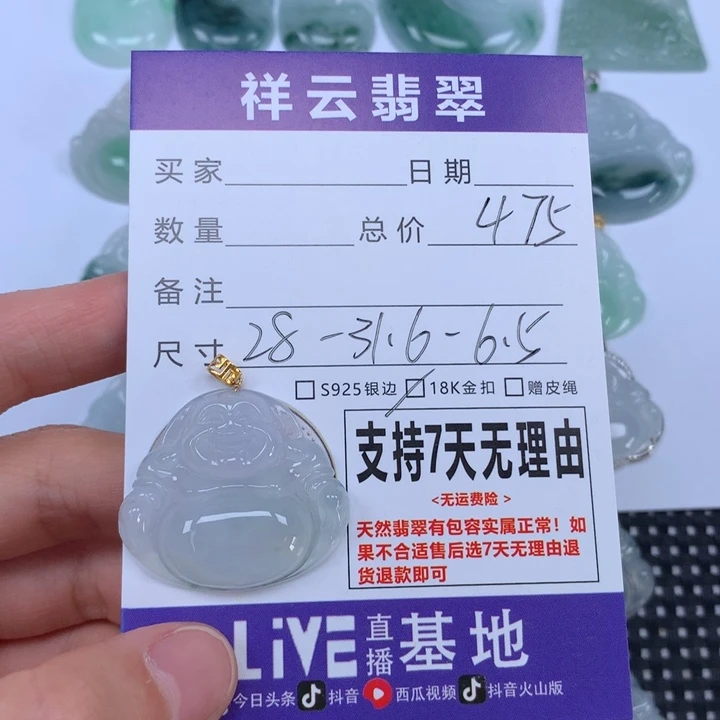 祥云翡翠
买家 日期
数量 总价 475
备注
尺寸 28-31.6-6.5
S925银边 18K金扣 赠皮绳
支持7天无理由
<无运费险>
天然翡翠有包容实属正常！如
果不合适售后选7天无理由退
货退款即可
LiVE直播基地
今日头条 抖音 西瓜视频 抖音火山版